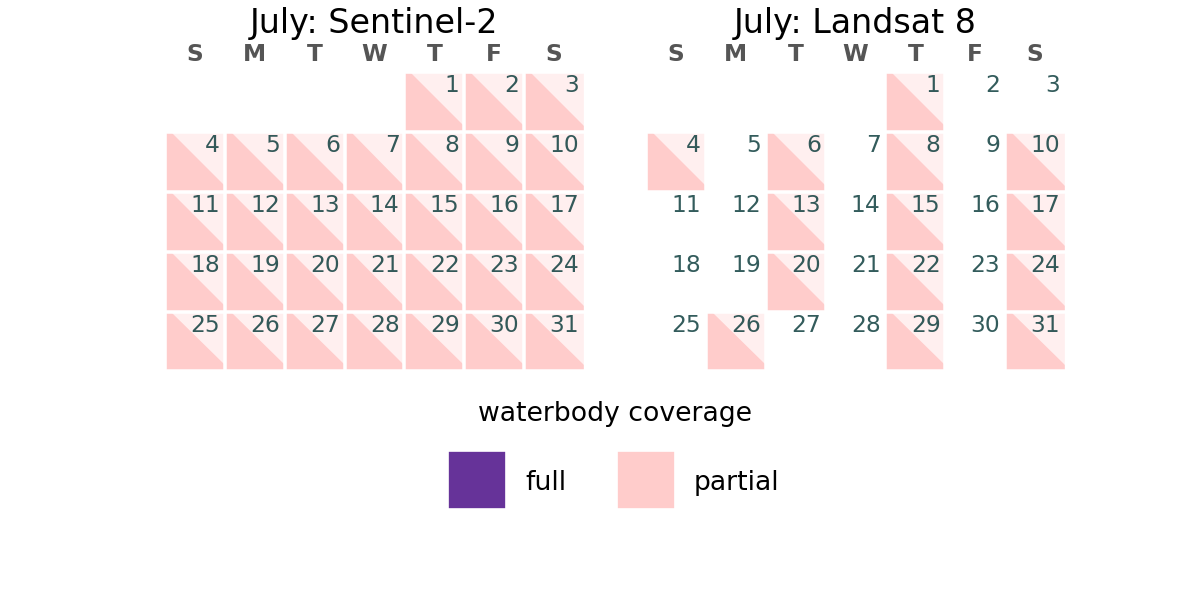 July: Sentinel-2
S M T W T F S
1 2 3
4 5 6 7 8 9 10
11 12 13 14 15 16 17
18 19 20 21 22 23 24
25 26 27 28 29 30 31
July: Landsat 8
S M T W T F S
1 2 3
4 5 6 7 8 9 10
11 12 13 14 15 16 17
18 19 20 21 22 23 24
25 26 27 28 29 30 31
waterbody coverage
full partial